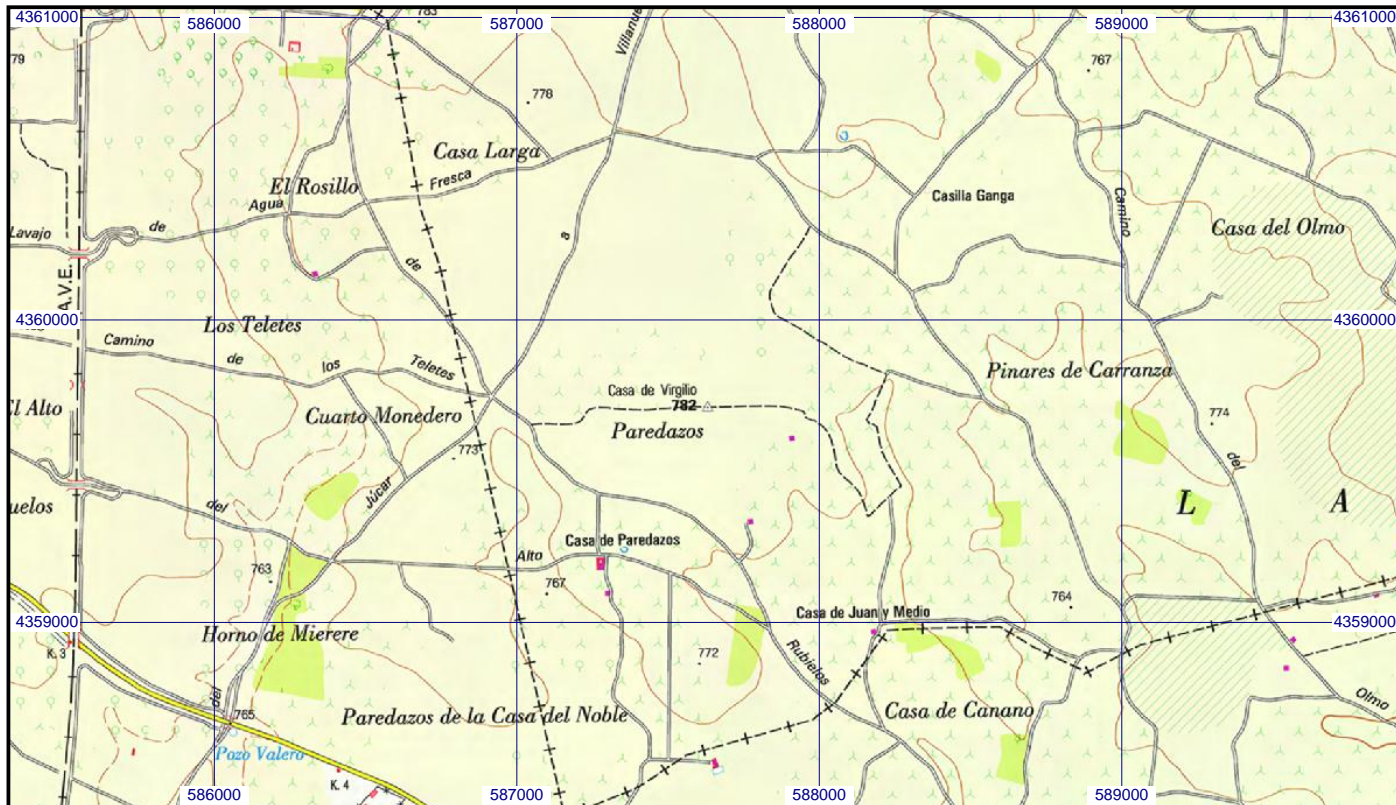 4361000
586000
587000
588000
589000
4361000
783
79
Villanue
767
778
Casa Larga
El Rosillo
Fresca
Agua
Casilla Ganga
Camino
de
Lavajo
a
Casa del Olmo
de
A.V.E.
4360000
Los Teletes
4360000
Camino
de
los
Teletes
Pinares de Carranza
Casa de Virgilio
782
El Alto
Cuarto Monedero
Paredazos
774
773
del
Júcar
uelos
del
L
A
Alto
Casa de Paredazos
763
767
764
4359000
Casa de Juan y Medio
4359000
Horno de Mierere
K. 3
772
Rubielos
del
765
Paredazos de la Casa del Noble
Casa de Canano
Olmo
Pozo Valero
K. 4
586000
587000
588000
589000